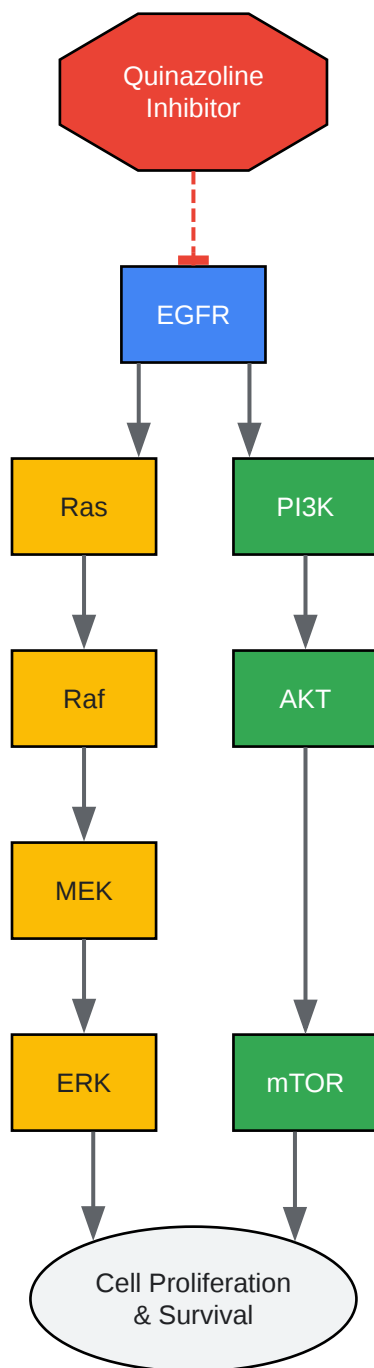 Quinazoline
Inhibitor
EGFR
Ras
PI3K
Raf
AKT
MEK
ERK
mTOR
Cell Proliferation
& Survival